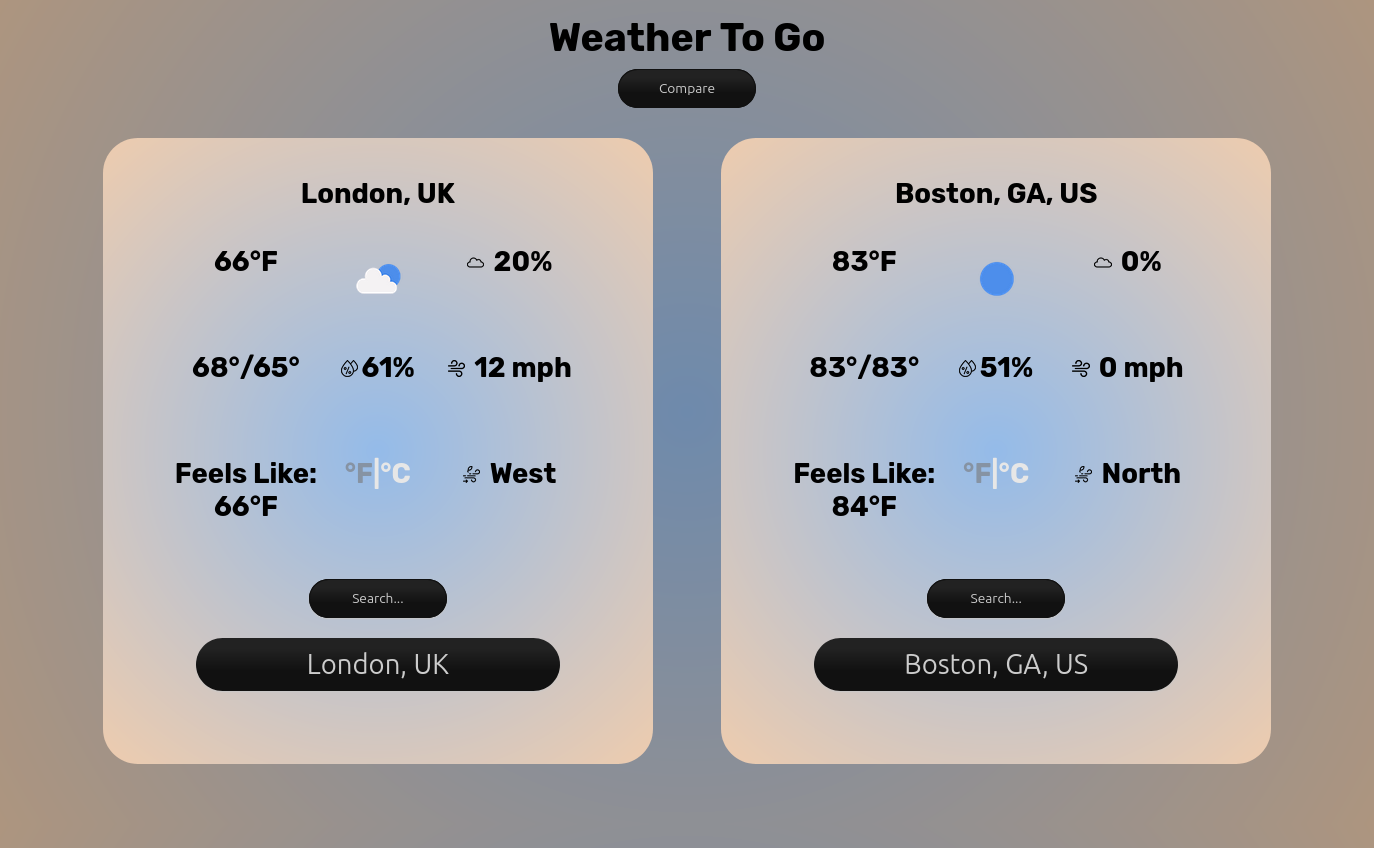 Weather To Go
Compare
London, UK
66°F
20%
68°/65°
61%
12 mph
Feels Like:
66°F
°F|°C
West
Search...
London, UK
Boston, GA, US
83°F
0%
83°/83°
51%
0 mph
Feels Like:
84°F
°F|°C
North
Search...
Boston, GA, US